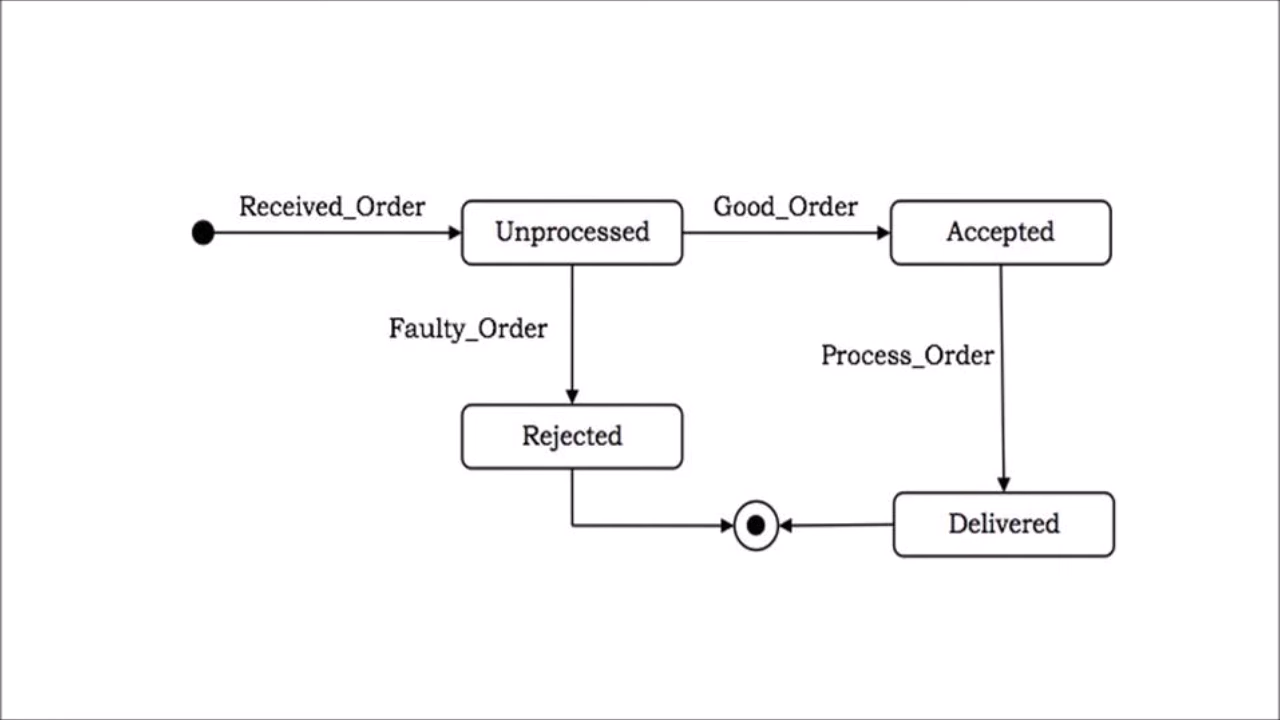 Received_Order
Unprocessed
Good_Order
Accepted
Faulty_Order
Process_Order
Rejected
Delivered